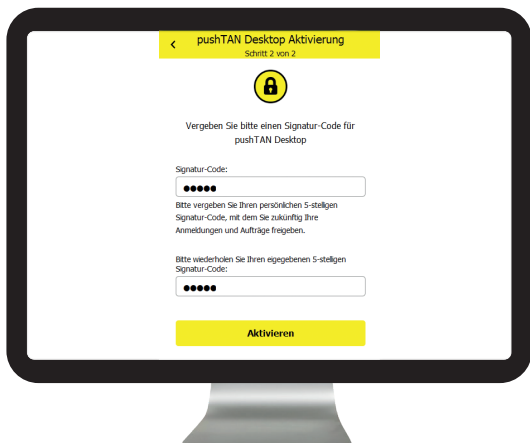 pushTAN Desktop Aktivierung
Schritt 2 von 2
Vergeben Sie bitte einen Signatur-Code für
pushTAN Desktop
Signatur-Code:
●●●●●
Bitte vergeben Sie Ihren persönlichen 5-stelligen
Signatur-Code, mit dem Sie zukünftig Ihre
Anmeldungen und Aufträge freigeben.
Bitte wiederholen Sie Ihren eigegebenen 5-stelligen
Signatur-Code:
●●●●●
Aktivieren